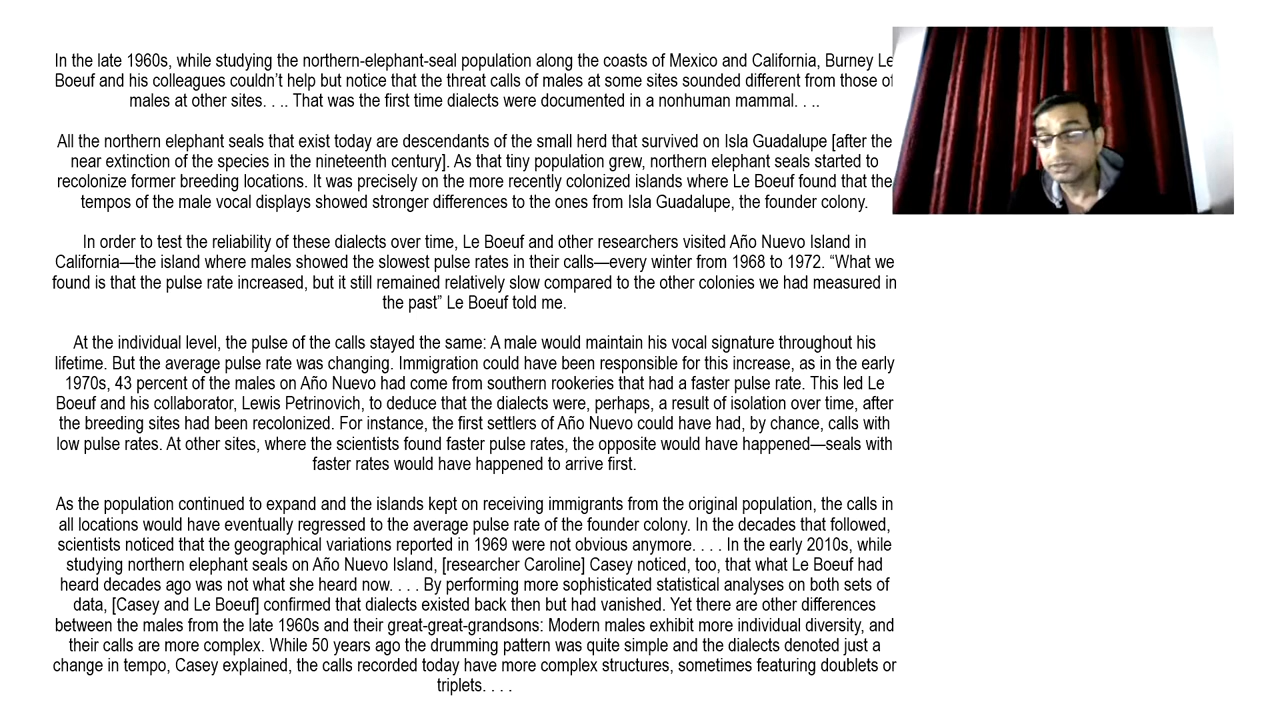 In the late 1960s, while studying the northern-elephant-seal population along the coasts of Mexico and California, Burney Le
Boeuf and his colleagues couldn’t help but notice that the threat calls of males at some sites sounded different from those of
males at other sites. . .. That was the first time dialects were documented in a nonhuman mammal. . ..
All the northern elephant seals that exist today are descendants of the small herd that survived on Isla Guadalupe [after the
near extinction of the species in the nineteenth century]. As that tiny population grew, northern elephant seals started to
recolonize former breeding locations. It was precisely on the more recently colonized islands where Le Boeuf found that the
tempos of the male vocal displays showed stronger differences to the ones from Isla Guadalupe, the founder colony.
In order to test the reliability of these dialects over time, Le Boeuf and other researchers visited Año Nuevo Island in
California—the island where males showed the slowest pulse rates in their calls—every winter from 1968 to 1972. “What we
found is that the pulse rate increased, but it still remained relatively slow compared to the other colonies we had measured in
the past” Le Boeuf told me.
At the individual level, the pulse of the calls stayed the same: A male would maintain his vocal signature throughout his
lifetime. But the average pulse rate was changing. Immigration could have been responsible for this increase, as in the early
1970s, 43 percent of the males on Año Nuevo had come from southern rookeries that had a faster pulse rate. This led Le
Boeuf and his collaborator, Lewis Petrinovich, to deduce that the dialects were, perhaps, a result of isolation over time, after
the breeding sites had been recolonized. For instance, the first settlers of Año Nuevo could have had, by chance, calls with
low pulse rates. At other sites, where the scientists found faster pulse rates, the opposite would have happened—seals with
faster rates would have happened to arrive first.
As the population continued to expand and the islands kept on receiving immigrants from the original population, the calls in
all locations would have eventually regressed to the average pulse rate of the founder colony. In the decades that followed,
scientists noticed that the geographical variations reported in 1969 were not obvious anymore. . . . In the early 2010s, while
studying northern elephant seals on Año Nuevo Island, [researcher Caroline] Casey noticed, too, that what Le Boeuf had
heard decades ago was not what she heard now. . . . By performing more sophisticated statistical analyses on both sets of
data, [Casey and Le Boeuf] confirmed that dialects existed back then but had vanished. Yet there are other differences
between the males from the late 1960s and their great-great-grandsons: Modern males exhibit more individual diversity, and
their calls are more complex. While 50 years ago the drumming pattern was quite simple and the dialects denoted just a
change in tempo, Casey explained, the calls recorded today have more complex structures, sometimes featuring doublets or
triplets. . . .